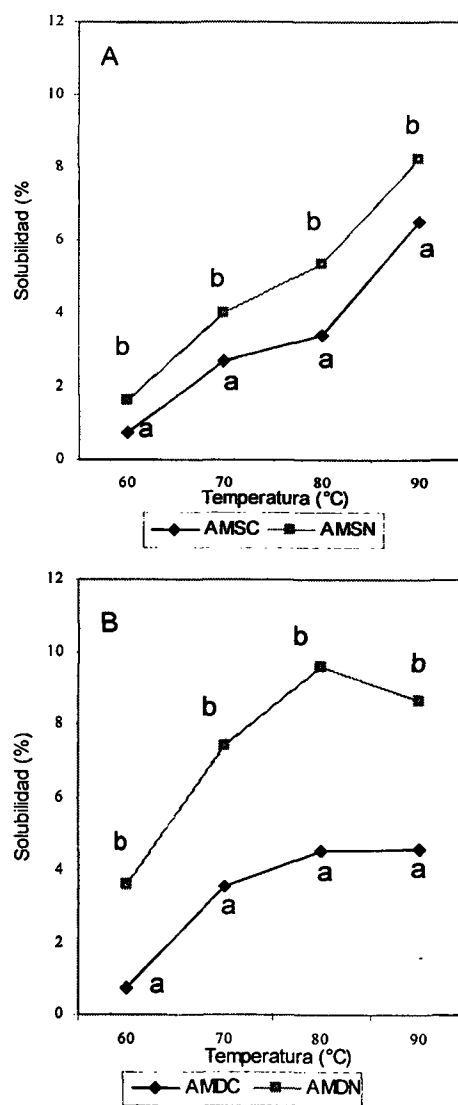 12
A
b
10
8
Solubilidad (%
b
a
6
b
4
b
a
a
2
a
0
60 70 80 90
Temperatura (°C)
AMSC AMSN
12
B
b
b
10
b
8
Solubilidad (%)
6
b
4
a
a
a
2
a
0
60 70 80 90
Temperatura (°C)
AMDC AMDN